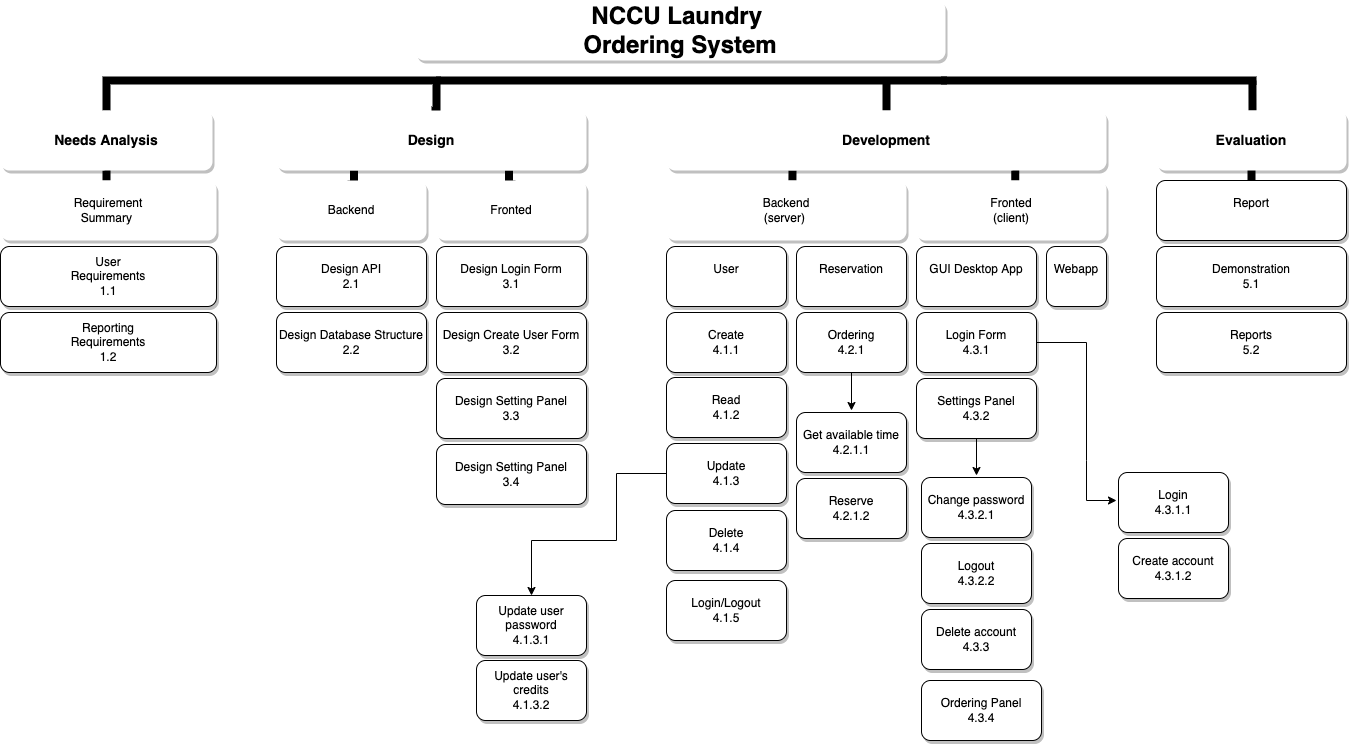 NCCU Laundry
Ordering System
Needs Analysis
Design
Development
Evaluation
Requirement
Summary
Backend
Fronted
Backend
(server)
Fronted
(client)
Report
User
Requirements
1.1
Reporting
Requirements
1.2
Design API
2.1
Design Database Structure
2.2
Design Login Form
3.1
Design Create User Form
3.2
Design Setting Panel
3.3
Design Setting Panel
3.4
User
Create
4.1.1
Read
4.1.2
Update
4.1.3
Delete
4.1.4
Login/Logout
4.1.5
Update user
password
4.1.3.1
Update user's
credits
4.1.3.2
Reservation
Ordering
4.2.1
Get available time
4.2.1.1
Reserve
4.2.1.2
GUI Desktop App
Login Form
4.3.1
Settings Panel
4.3.2
Change password
4.3.2.1
Logout
4.3.2.2
Delete account
4.3.3
Ordering Panel
4.3.4
Webapp
Login
4.3.1.1
Create account
4.3.1.2
Demonstration
5.1
Reports
5.2